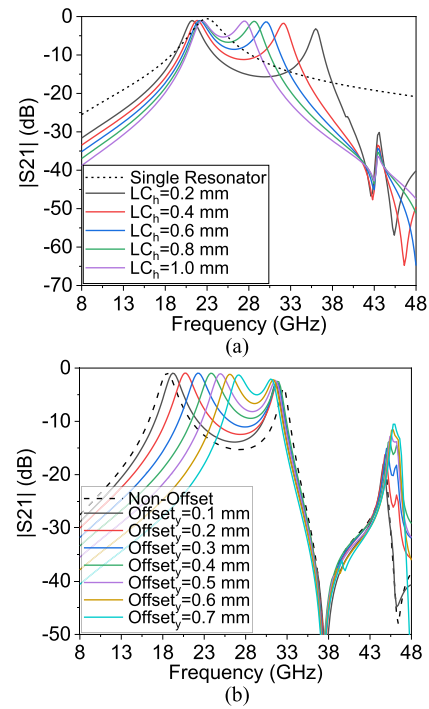 0
-10
-20
-30
-40
-50
-60
-70
|S21| (dB)
Single Resonator
LCh=0.2 mm
LCh=0.4 mm
LCh=0.6 mm
LCh=0.8 mm
LCh=1.0 mm
8 13 18 23 28 33 38 43 48
Frequency (GHz)
(a)
0
-10
-20
-30
-40
-50
|S21| (dB)
Non-Offset
Offsety=0.1 mm
Offsety=0.2 mm
Offsety=0.3 mm
Offsety=0.4 mm
Offsety=0.5 mm
Offsety=0.6 mm
Offsety=0.7 mm
8 13 18 23 28 33 38 43 48
Frequency (GHz)
(b)